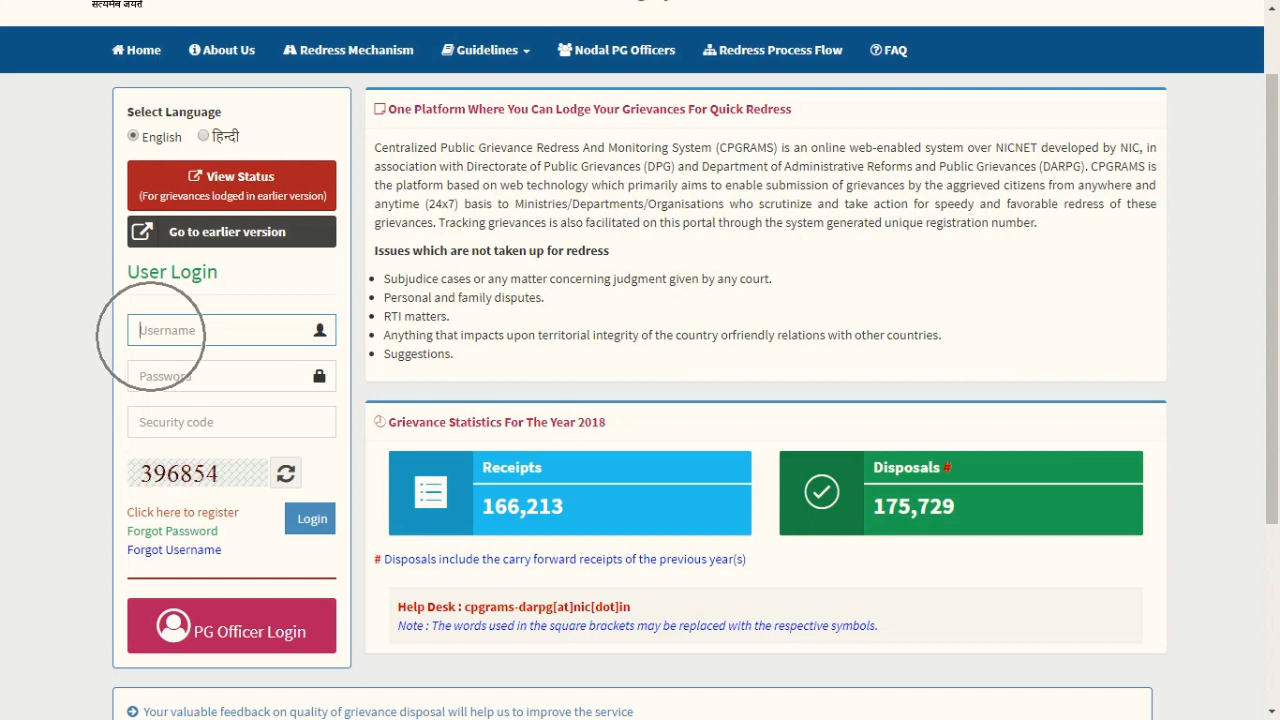 सत्यमेव जयते
Home
About Us
Redress Mechanism
Guidelines
Nodal PG Officers
Redress Process Flow
FAQ
Select Language
English
हिन्दी
View Status
(For grievances lodged in earlier version)
Go to earlier version
User Login
Username
Password
Security code
396854
Click here to register
Login
Forgot Password
Forgot Username
PG Officer Login
One Platform Where You Can Lodge Your Grievances For Quick Redress
Centralized Public Grievance Redress And Monitoring System (CPGRAMS) is an online web-enabled system over NICNET developed by NIC, in
association with Directorate of Public Grievances (DPG) and Department of Administrative Reforms and Public Grievances (DARPG). CPGRAMS is
the platform based on web technology which primarily aims to enable submission of grievances by the aggrieved citizens from anywhere and
anytime (24x7) basis to Ministries/Departments/Organisations who scrutinize and take action for speedy and favorable redress of these
grievances. Tracking grievances is also facilitated on this portal through the system generated unique registration number.
Issues which are not taken up for redress
Subjudice cases or any matter concerning judgment given by any court.
Personal and family disputes.
RTI matters.
Anything that impacts upon territorial integrity of the country orfriendly relations with other countries.
Suggestions.
Grievance Statistics For The Year 2018
Receipts
166,213
Disposals #
175,729
# Disposals include the carry forward receipts of the previous year(s)
Help Desk : cpgrams-darpg[at]nic[dot]in
Note : The words used in the square brackets may be replaced with the respective symbols.
Your valuable feedback on quality of grievance disposal will help us to improve the service